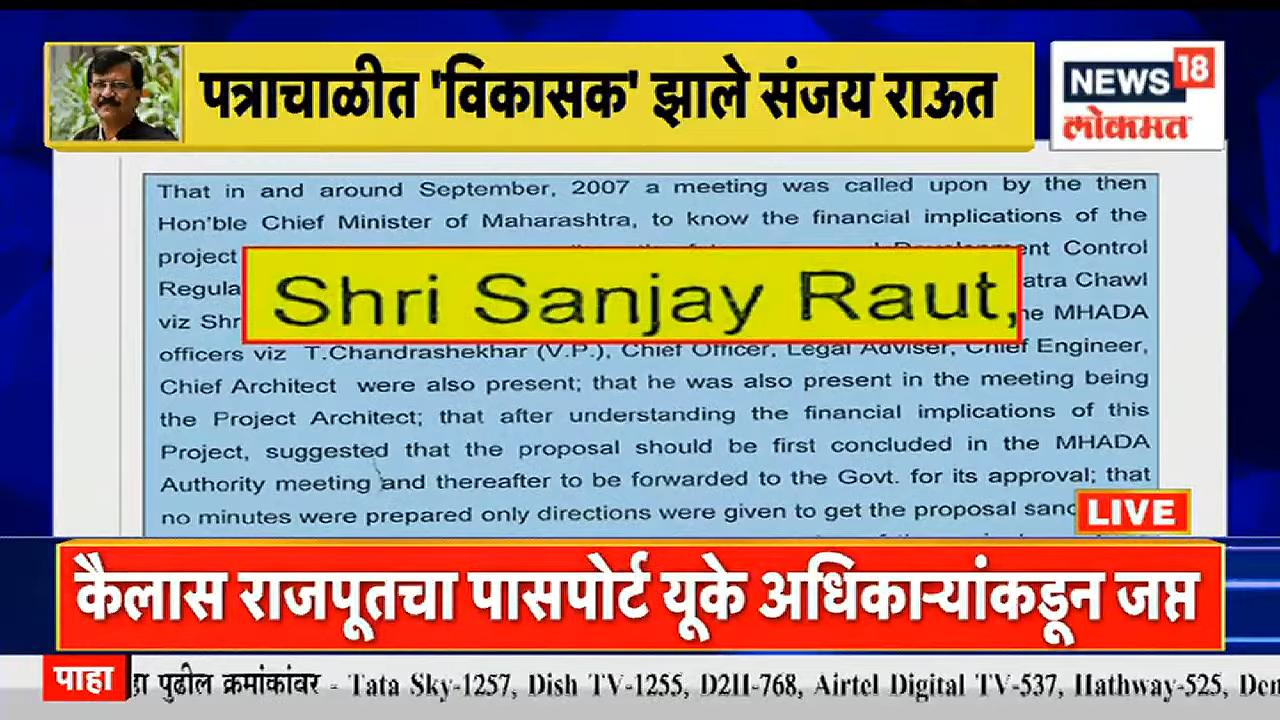 पत्राचाळीत 'विकासक' झाले संजय राऊत
NEWS 18
लोकमत
That in and around September, 2007 a meeting was called upon by the then
Hon'ble Chief Minister of Maharashtra, to know the financial implications of the
project Development Control
Regula atra Chawl
viz Shr he MHADA
Shri Sanjay Raut,
officers viz T.Chandrashekhar (V.P.), Chief Officer, Legal Adviser, Chief Engineer,
Chief Architect were also present; that he was also present in the meeting being
the Project Architect; that after understanding the financial implications of this
Project, suggested that the proposal should be first concluded in the MHADA
Authority meeting and thereafter to be forwarded to the Govt. for its approval; that
no minutes were prepared only directions were given to get the proposal sanc
LIVE
कैलास राजपूतचा पासपोर्ट यूके अधिकाऱ्यांकडून जप्त
पाहा
पुढील क्रमांकांवर - Tata Sky-1257, Dish TV-1255, D2H-768, Airtel Digital TV-537, Hathway-525, Den